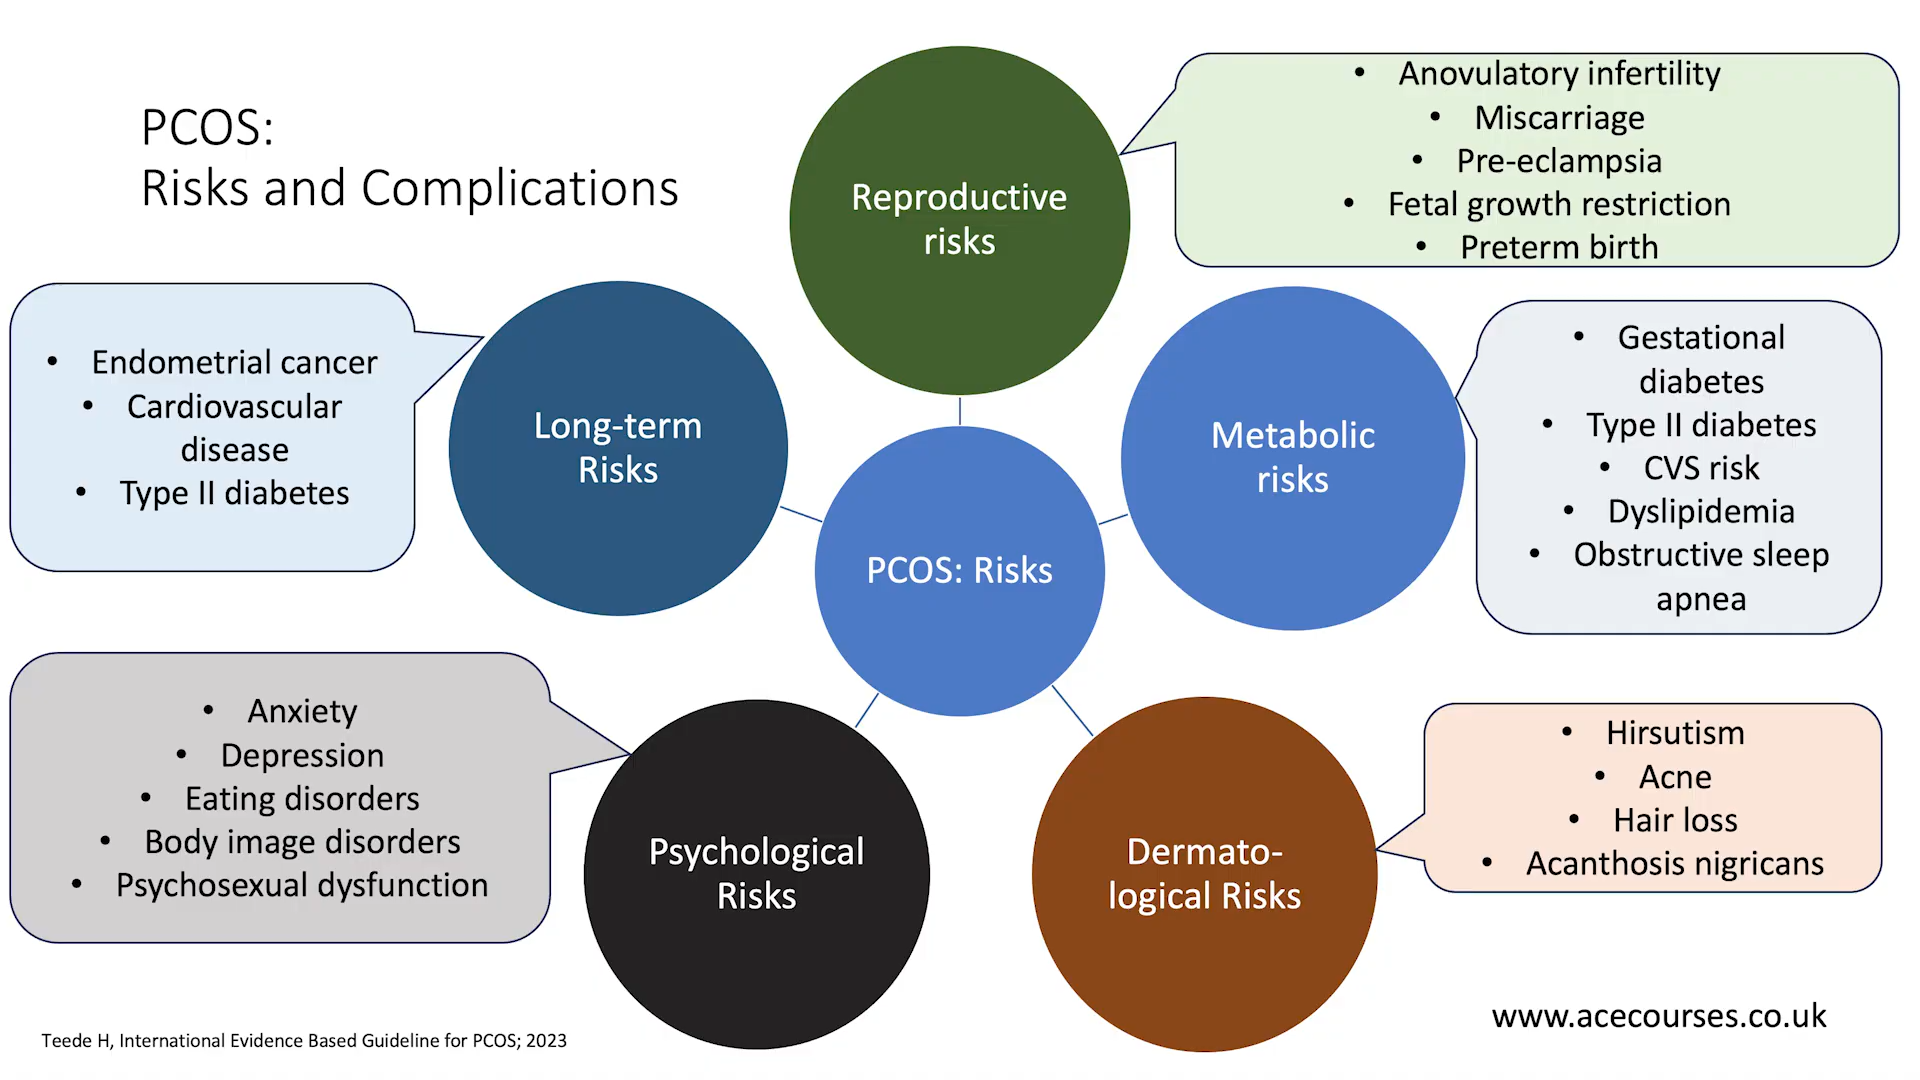 PCOS:
Risks and Complications
Reproductive
risks
• Anovulatory infertility
• Miscarriage
• Pre-eclampsia
• Fetal growth restriction
• Preterm birth
• Endometrial cancer
• Cardiovascular
disease
• Type II diabetes
Long-term
Risks
Metabolic
risks
• Gestational
diabetes
• Type II diabetes
• CVS risk
• Dyslipidemia
• Obstructive sleep
apnea
PCOS: Risks
• Anxiety
• Depression
• Eating disorders
• Body image disorders
• Psychosexual dysfunction
Psychological
Risks
Dermato-
logical Risks
• Hirsutism
• Acne
• Hair loss
• Acanthosis nigricans
Teede H, International Evidence Based Guideline for PCOS; 2023
www.acecourses.co.uk